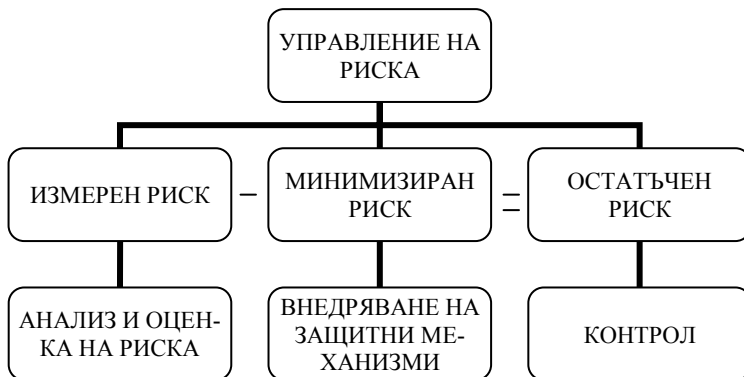 УПРАВЛЕНИЕ НА
РИСКА
ИЗМЕРЕН РИСК
–
МИНИМИЗИРАН
РИСК
=
ОСТАТЪЧЕН
РИСК
АНАЛИЗ И ОЦЕН-
КА НА РИСКА
ВНЕДРЯВАНЕ НА
ЗАЩИТНИ МЕ-
ХАНИЗМИ
КОНТРОЛ